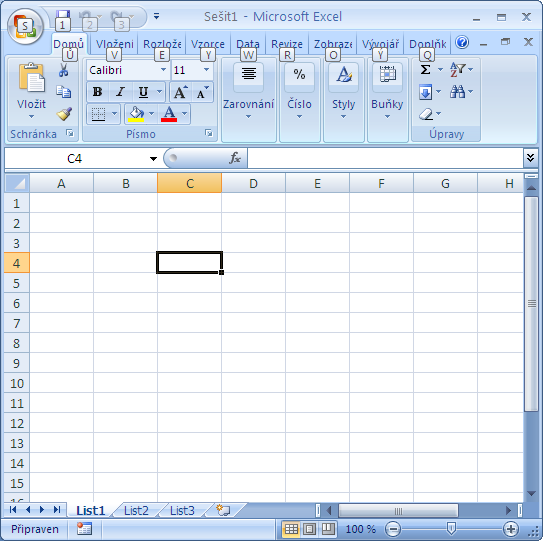 Sešit1 - Microsoft Excel
S 1 2 3
Domů Vložení Rozlože Vzorce Data Revize Zobraze Vývojář Doplňk
Ů V E Y R O Y Q
W
Calibri 11
Vložit B I U A A Zarovnání Číslo Styly Buňky Σ
%
A
Schránka Písmo Úpravy
C4 fx
A B C D E F G H
1
2
3
4
5
6
7
8
9
10
11
12
13
14
15
16
List1 List2 List3
Připraven 100 %